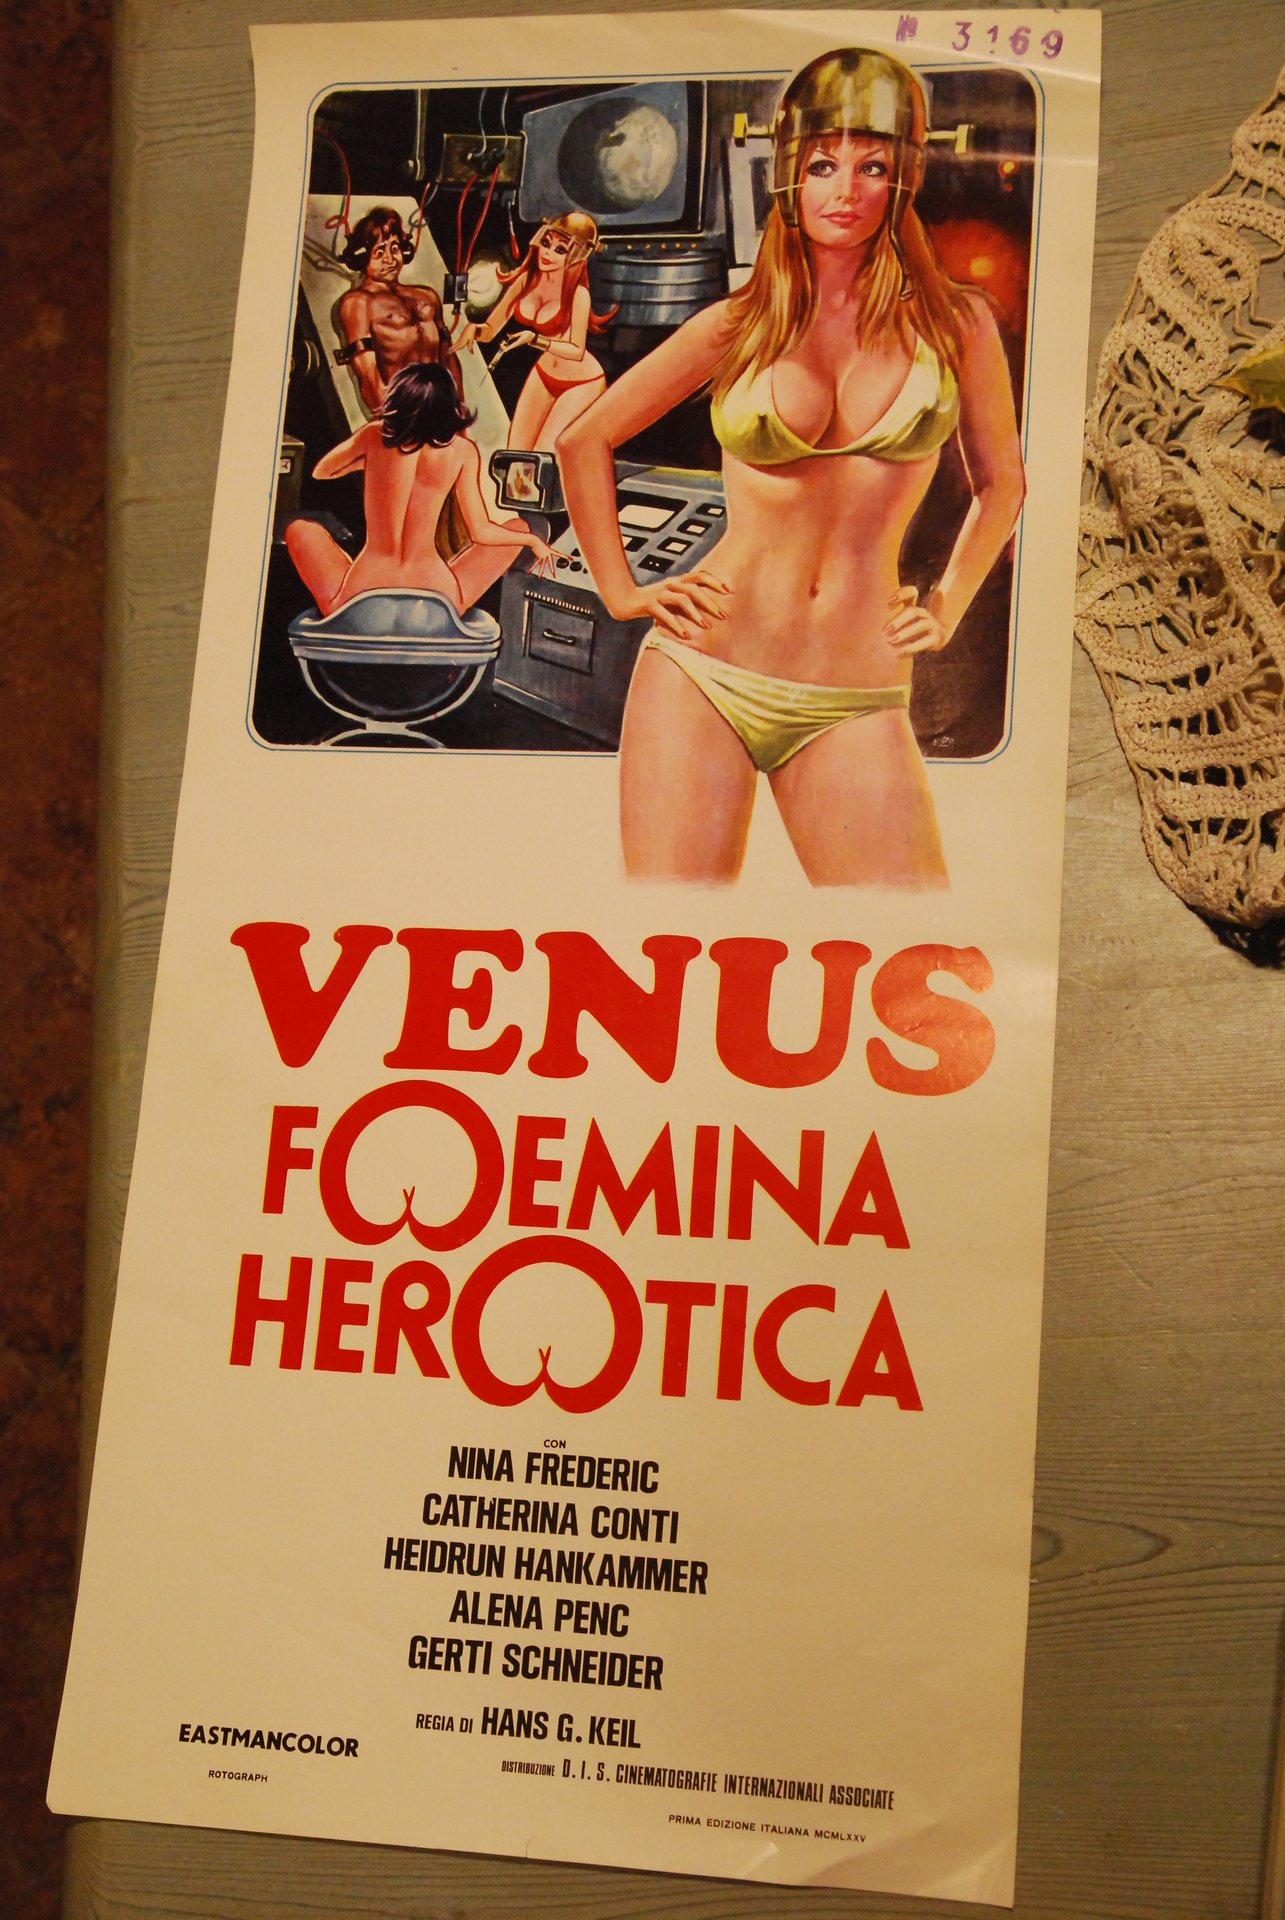 Nº 3169
VENUS
FOEMINA
HEROTICA
CON
NINA FREDERIC
CATHERINA CONTI
HEIDRUN HANKAMMER
ALENA PENC
GERTI SCHNEIDER
REGIA DI HANS G. KEIL
EASTMANCOLOR
ROTOGRAPH
DISTRIBUZIONE D. I. S. CINEMATOGRAFIE INTERNAZIONALI ASSOCIATE
PRIMA EDIZIONE ITALIANA MCMLXXV